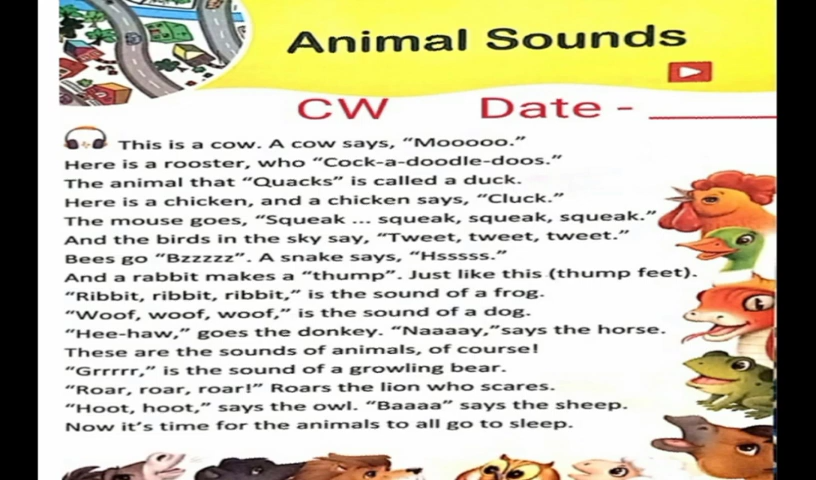 Animal Sounds
CW Date - ________
This is a cow. A cow says, “Mooooo.”
Here is a rooster, who “Cock-a-doodle-doos.”
The animal that “Quacks” is called a duck.
Here is a chicken, and a chicken says, “Cluck.”
The mouse goes, “Squeak ... squeak, squeak, squeak.”
And the birds in the sky say, “Tweet, tweet, tweet.”
Bees go “Bzzzzz”. A snake says, “Hsssss.”
And a rabbit makes a “thump”. Just like this (thump feet).
“Ribbit, ribbit, ribbit,” is the sound of a frog.
“Woof, woof, woof,” is the sound of a dog.
“Hee-haw,” goes the donkey. “Naaaay,”says the horse.
These are the sounds of animals, of course!
“Grrrrr,” is the sound of a growling bear.
“Roar, roar, roar!” Roars the lion who scares.
“Hoot, hoot,” says the owl. “Baaaa” says the sheep.
Now it’s time for the animals to all go to sleep.